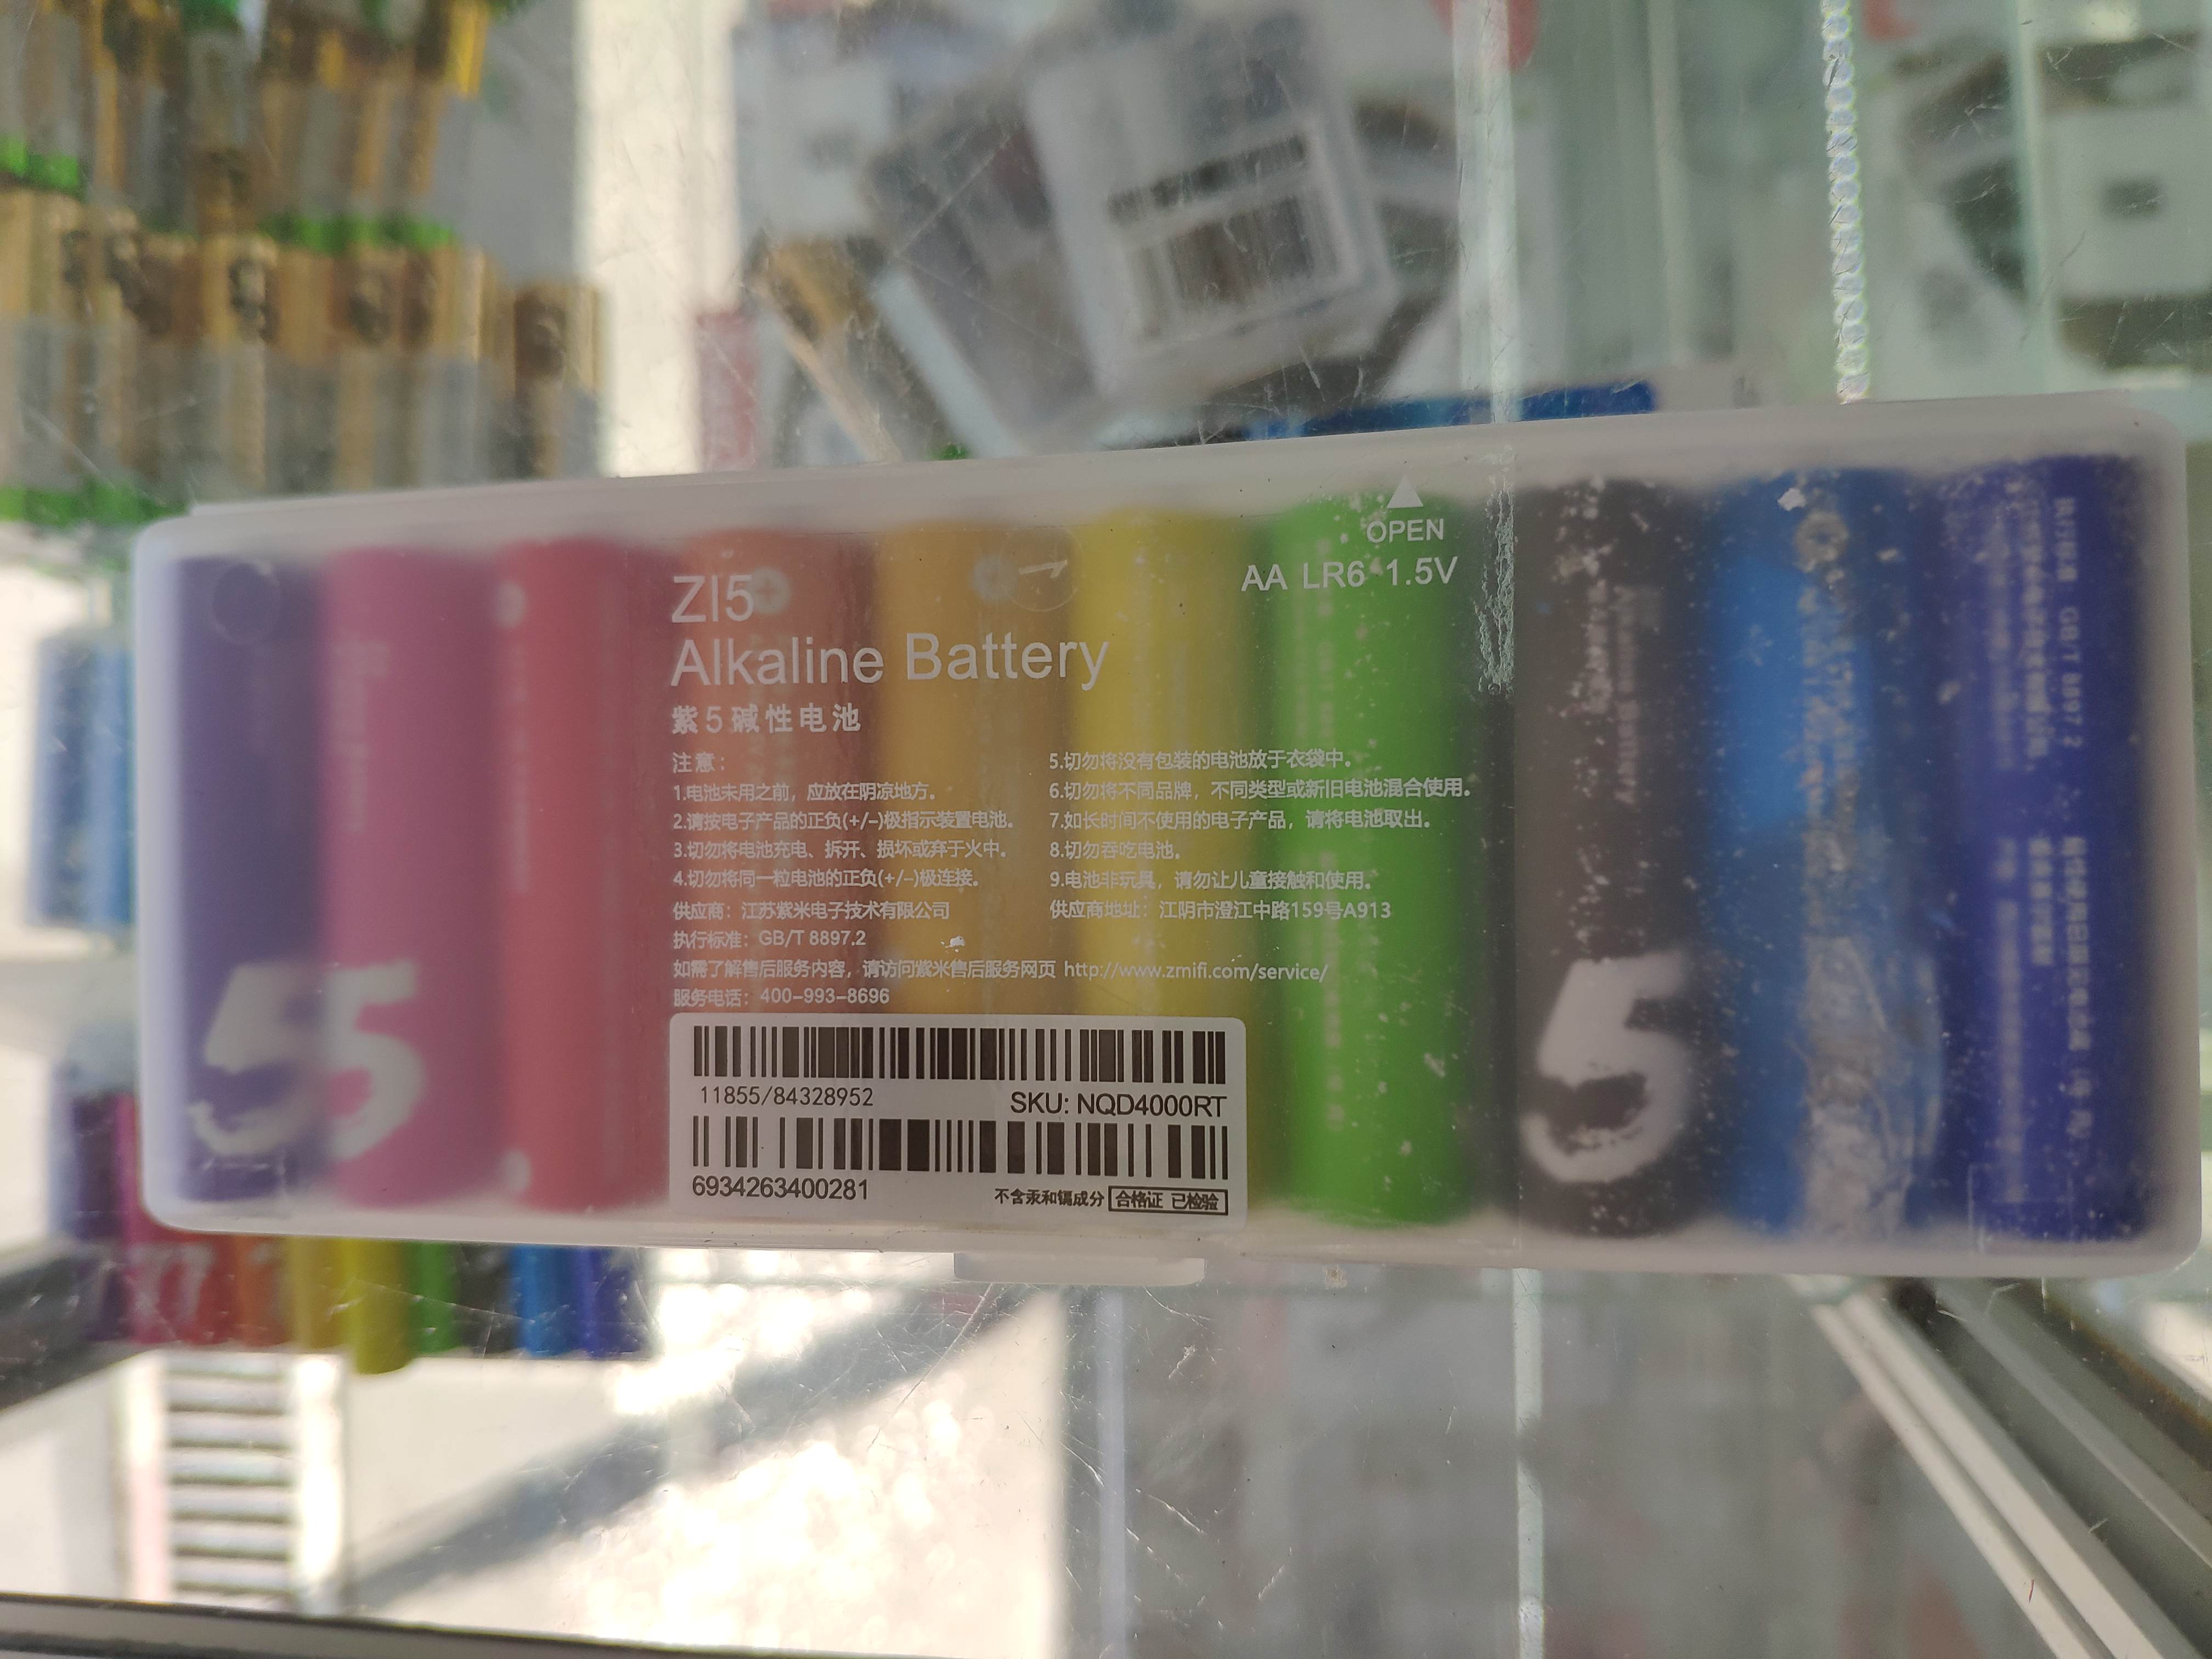 OPEN
AA LR6 1.5V
ZI5
Alkaline Battery
紫5碱性电池
注意：
1.电池未用之前，应放在阴凉地方。
2.请按电子产品的正负(+/-)极指示装置电池。
3.切勿将电池充电、拆开、损坏或弃于火中。
4.切勿将同一粒电池的正负(+/-)极连接。
5.切勿将没有包装的电池放于衣袋中。
6.切勿将不同品牌，不同类型或新旧电池混合使用。
7.如长时间不使用的电子产品，请将电池取出。
8.切勿吞吃电池。
9.电池非玩具，请勿让儿童接触和使用。
供应商：江苏紫米电子技术有限公司
供应商地址：江阴市澄江中路159号A913
执行标准：GB/T 8897.2
如需了解售后服务内容，请访问紫米售后服务网页 http://www.zmifi.com/service/
服务电话：400-993-8696
11855/84328952
SKU: NQD4000RT
6934263400281
不含汞和镉成分 合格证 已检验
5
5
5
GB/T 8897.2